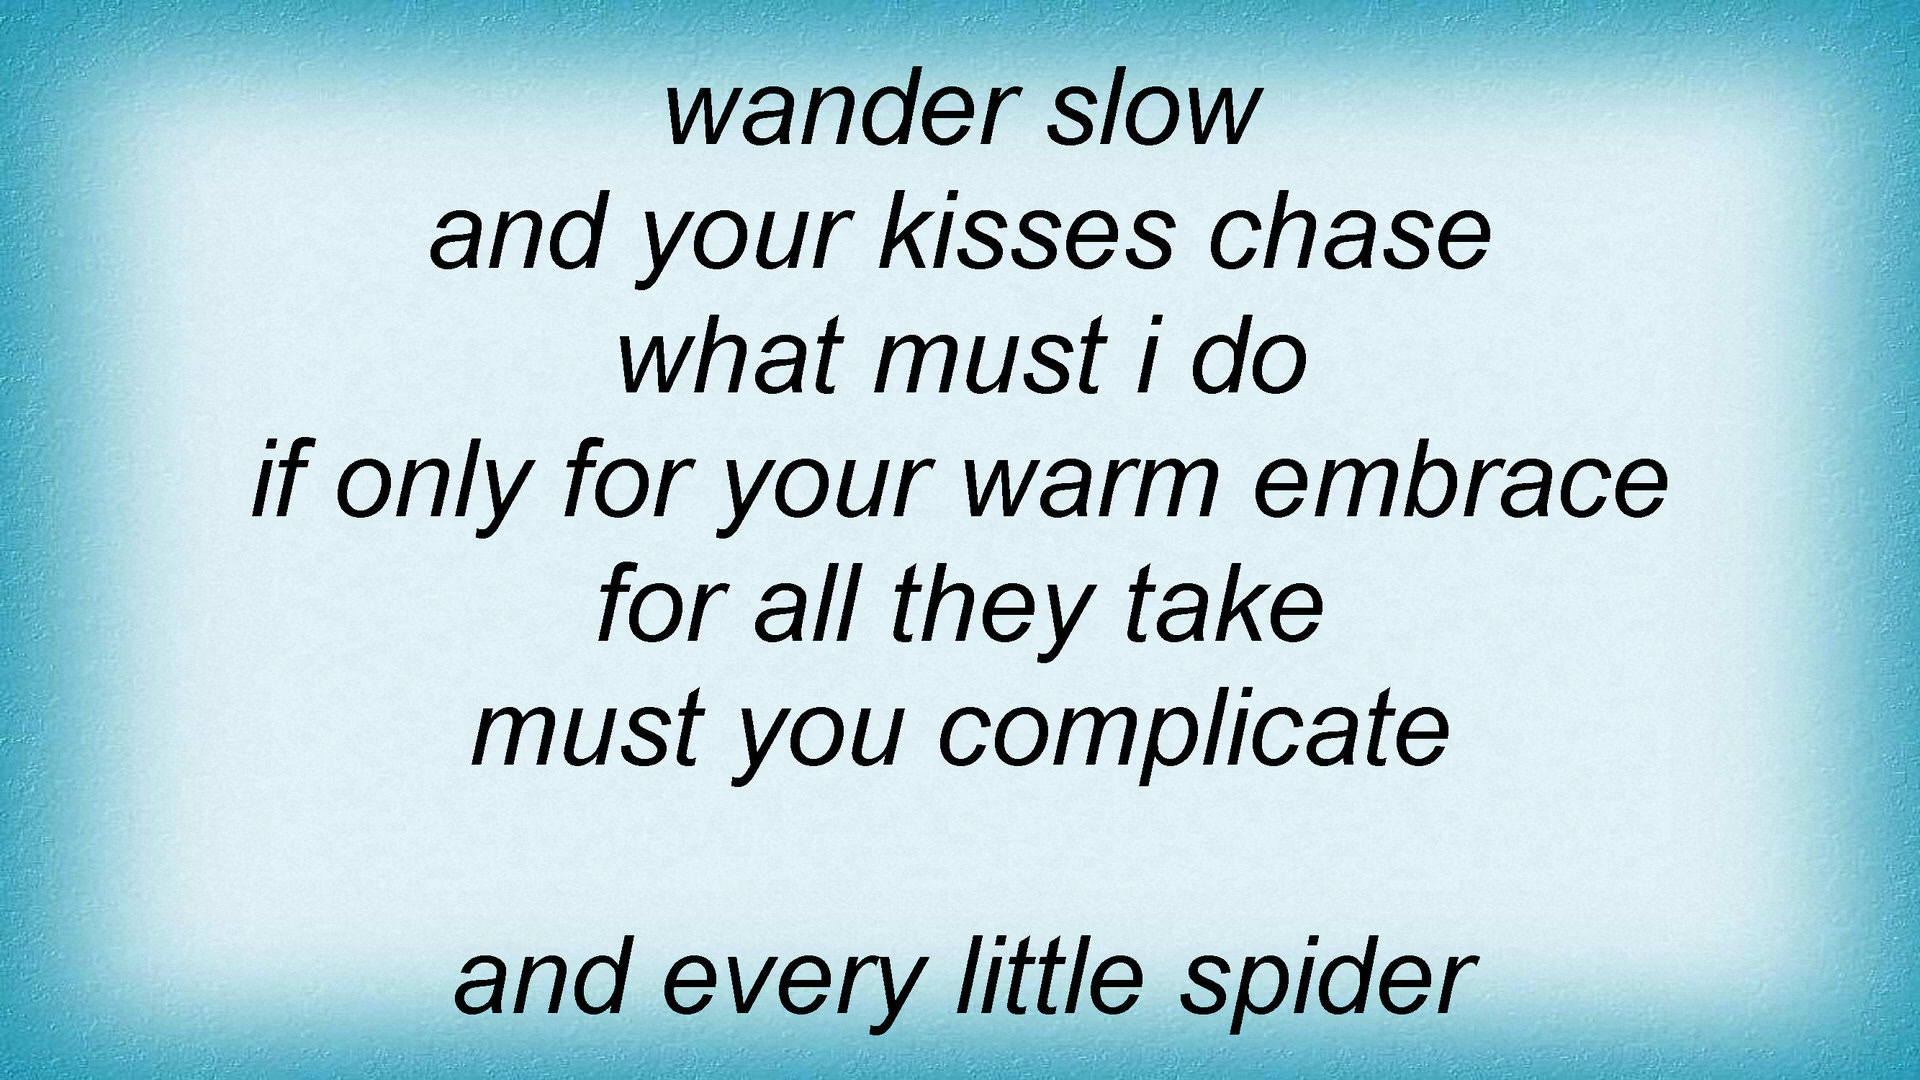 wander slow
and your kisses chase
what must i do
if only for your warm embrace
for all they take
must you complicate
and every little spider